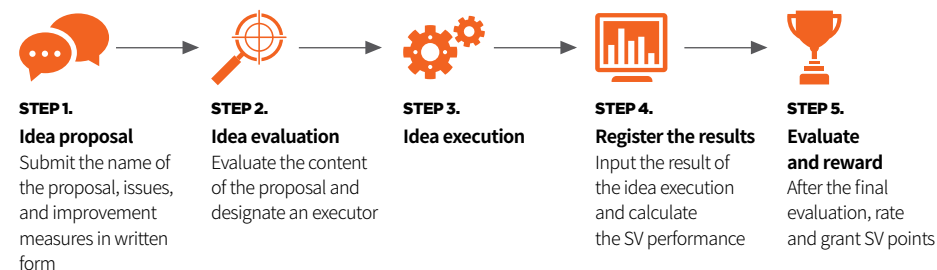 STEP 1.
Idea proposal
Submit the name of
the proposal, issues,
and improvement
measures in written
form
STEP 2.
Idea evaluation
Evaluate the content
of the proposal and
designate an executor
STEP 3.
Idea execution
STEP 4.
Register the results
Input the result of
the idea execution
and calculate
the SV performance
STEP 5.
Evaluate
and reward
After the final
evaluation, rate
and grant SV points